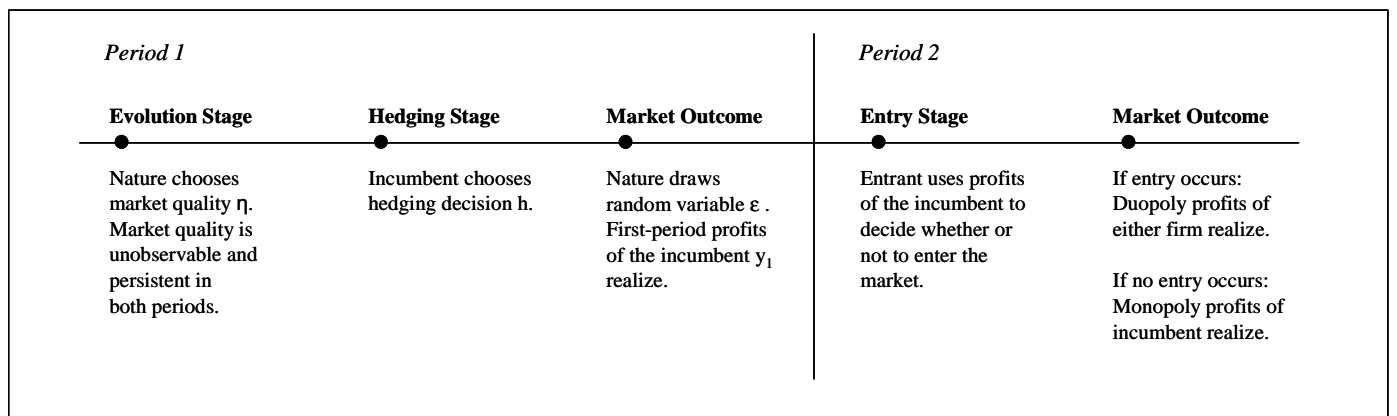 Period 1
Period 2
Evolution Stage
Hedging Stage
Market Outcome
Entry Stage
Market Outcome
Nature chooses
market quality η.
Market quality is
unobservable and
persistent in
both periods.
Incumbent chooses
hedging decision h.
Nature draws
random variable ε .
First-period profits
of the incumbent y₁
realize.
Entrant uses profits
of the incumbent to
decide whether or
not to enter the
market.
If entry occurs:
Duopoly profits of
either firm realize.
If no entry occurs:
Monopoly profits of
incumbent realize.